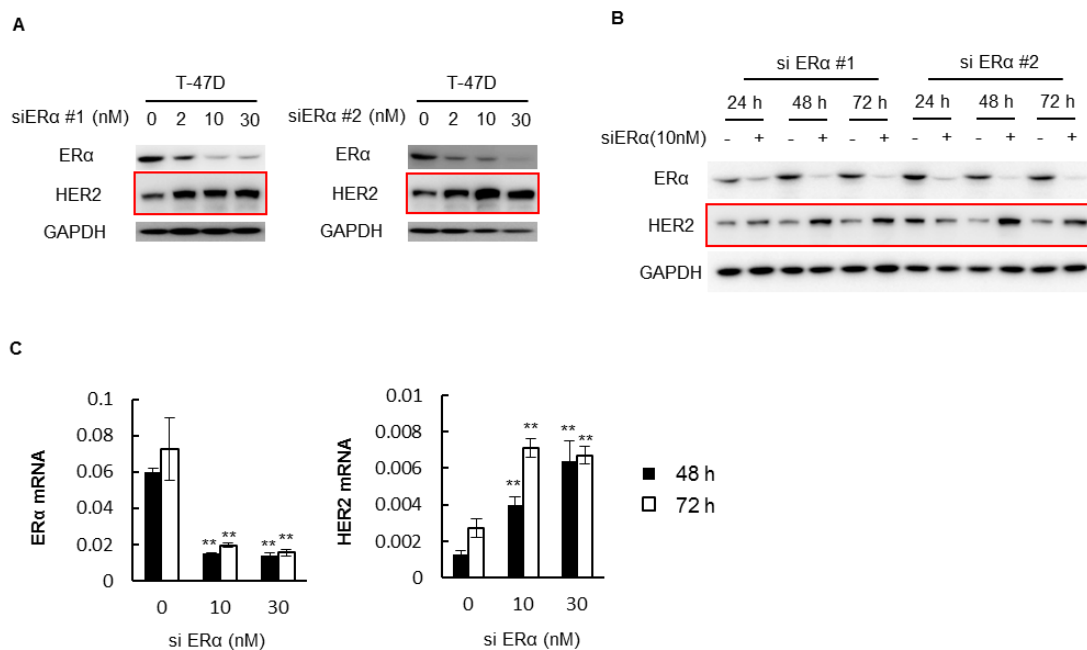 A
T-47D
siERα #1 (nM) 0 2 10 30
ERα
HER2
GAPDH
T-47D
siERα #2 (nM) 0 2 10 30
ERα
HER2
GAPDH
B
si ERα #1 si ERα #2
24 h 48 h 72 h 24 h 48 h 72 h
siERα(10nM) - + - + - + - + - + - +
ERα
HER2
GAPDH
C
ERα mRNA
0.1
0.08
0.06
0.04
0.02
0
** ** ** **
0 10 30
si ERα (nM)
HER2 mRNA
0.01
0.008
0.006
0.004
0.002
0
** ** ** **
0 10 30
si ERα (nM)
48 h
72 h